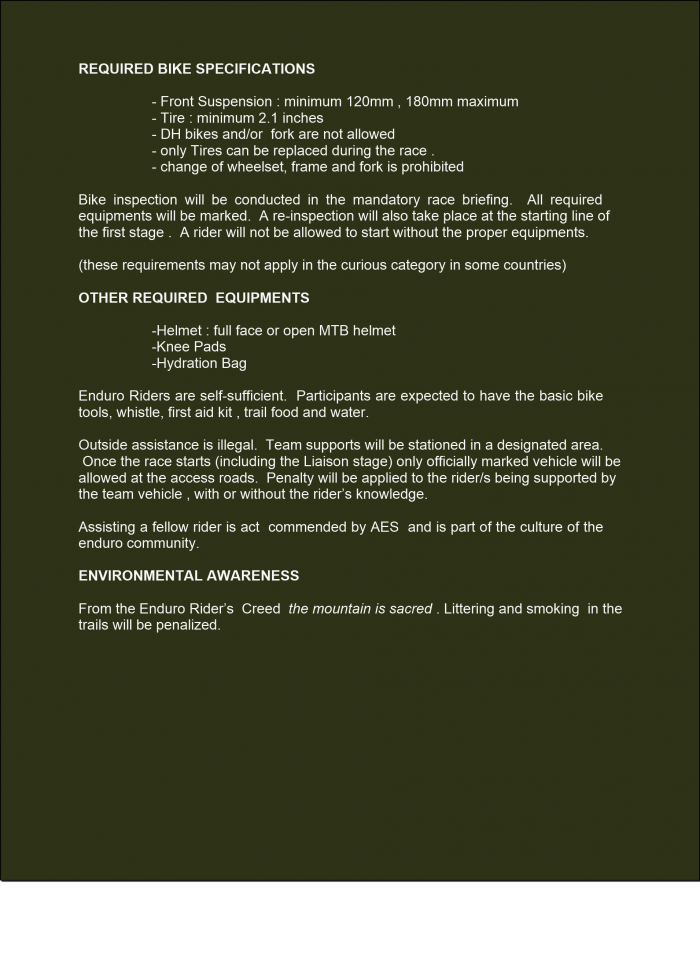 REQUIRED BIKE SPECIFICATIONS
- Front Suspension : minimum 120mm , 180mm maximum
- Tire : minimum 2.1 inches
- DH bikes and/or fork are not allowed
- only Tires can be replaced during the race .
- change of wheelset, frame and fork is prohibited
Bike inspection will be conducted in the mandatory race briefing. All required
equipments will be marked. A re-inspection will also take place at the starting line of
the first stage . A rider will not be allowed to start without the proper equipments.
(these requirements may not apply in the curious category in some countries)
OTHER REQUIRED EQUIPMENTS
-Helmet : full face or open MTB helmet
-Knee Pads
-Hydration Bag
Enduro Riders are self-sufficient. Participants are expected to have the basic bike
tools, whistle, first aid kit , trail food and water.
Outside assistance is illegal. Team supports will be stationed in a designated area.
Once the race starts (including the Liaison stage) only officially marked vehicle will be
allowed at the access roads. Penalty will be applied to the rider/s being supported by
the team vehicle , with or without the rider’s knowledge.
Assisting a fellow rider is act commended by AES and is part of the culture of the
enduro community.
ENVIRONMENTAL AWARENESS
From the Enduro Rider’s Creed the mountain is sacred . Littering and smoking in the
trails will be penalized.